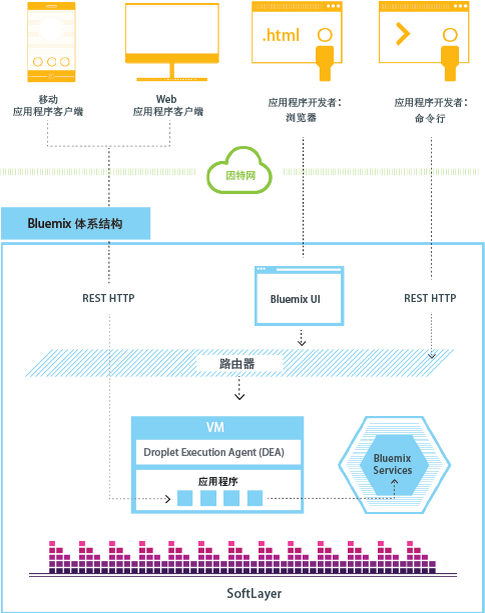 .html
移动
应用程序客户端
Web
应用程序客户端
应用程序开发者：
浏览器
应用程序开发者：
命令行
因特网
Bluemix 体系结构
REST HTTP
Bluemix UI
REST HTTP
路由器
VM
Droplet Execution Agent (DEA)
应用程序
Bluemix
Services
SoftLayer